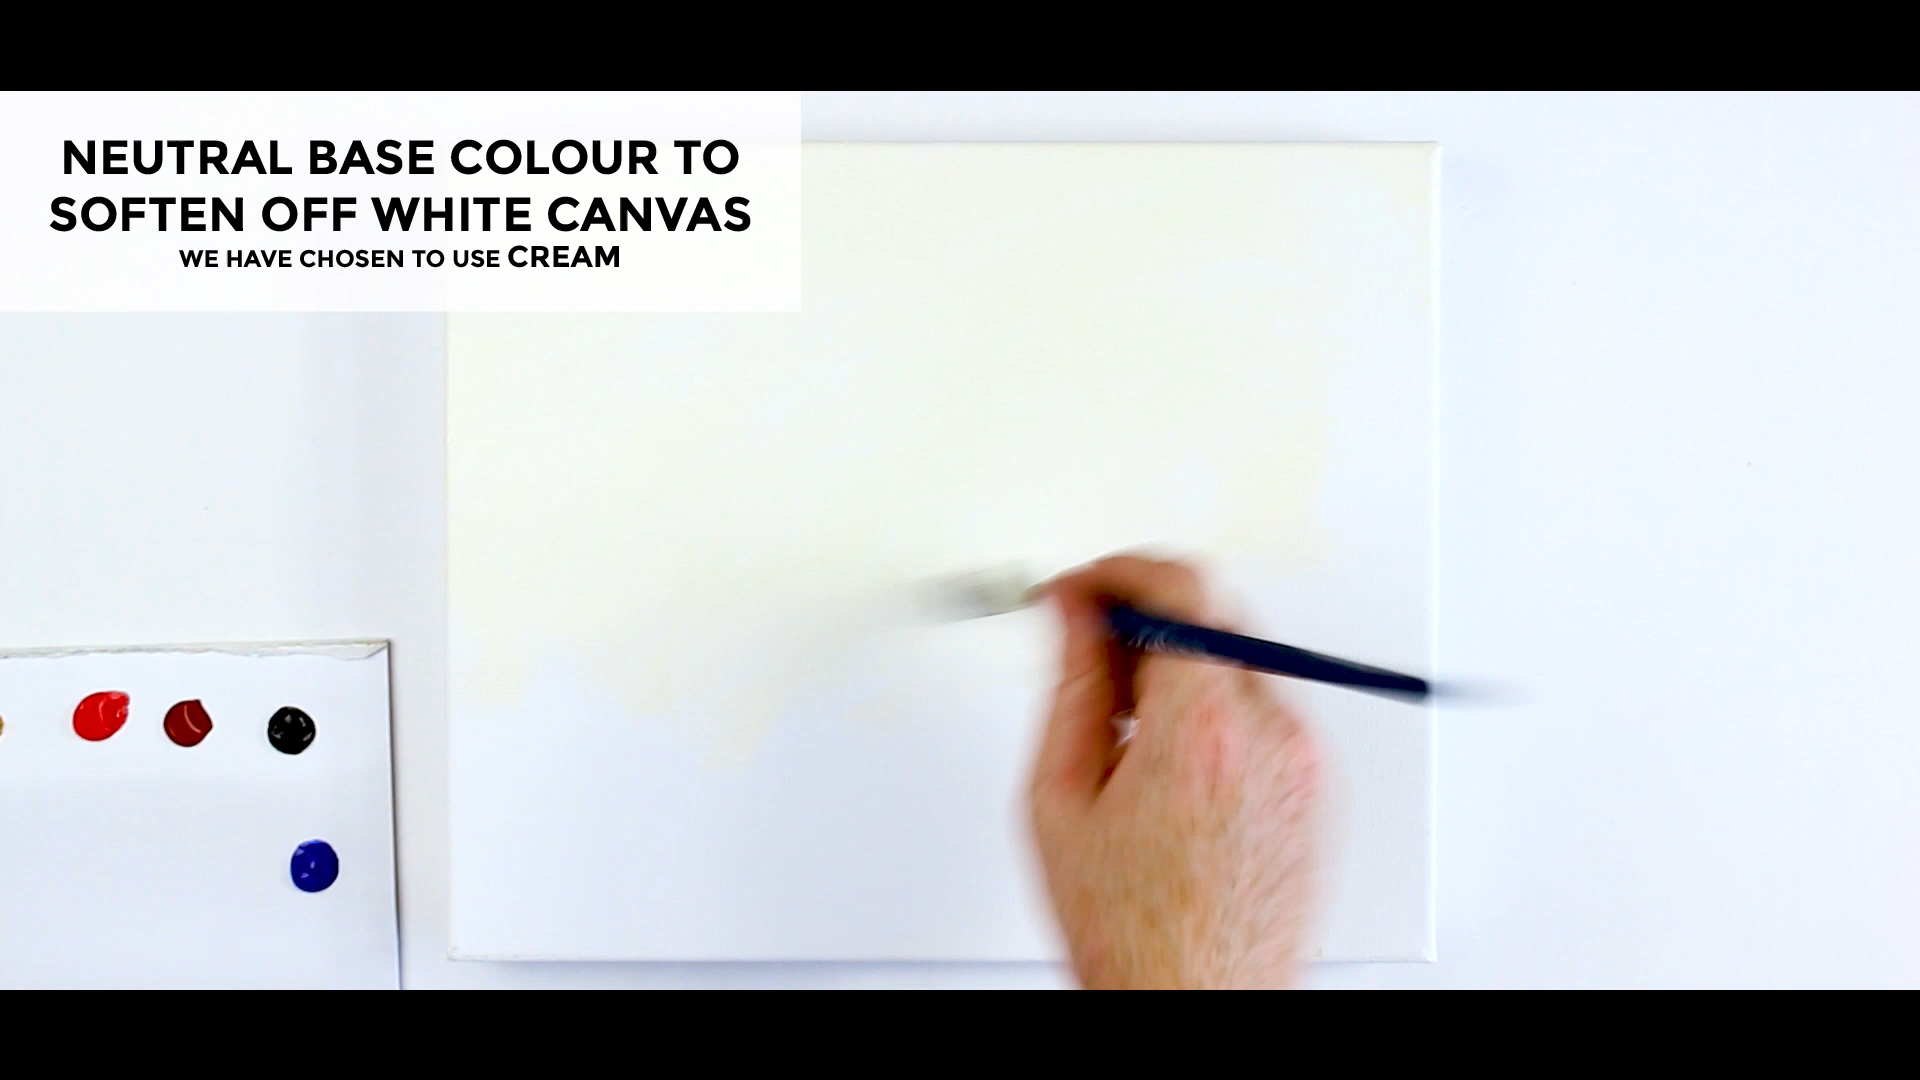 NEUTRAL BASE COLOUR TO
SOFTEN OFF WHITE CANVAS
WE HAVE CHOSEN TO USE CREAM